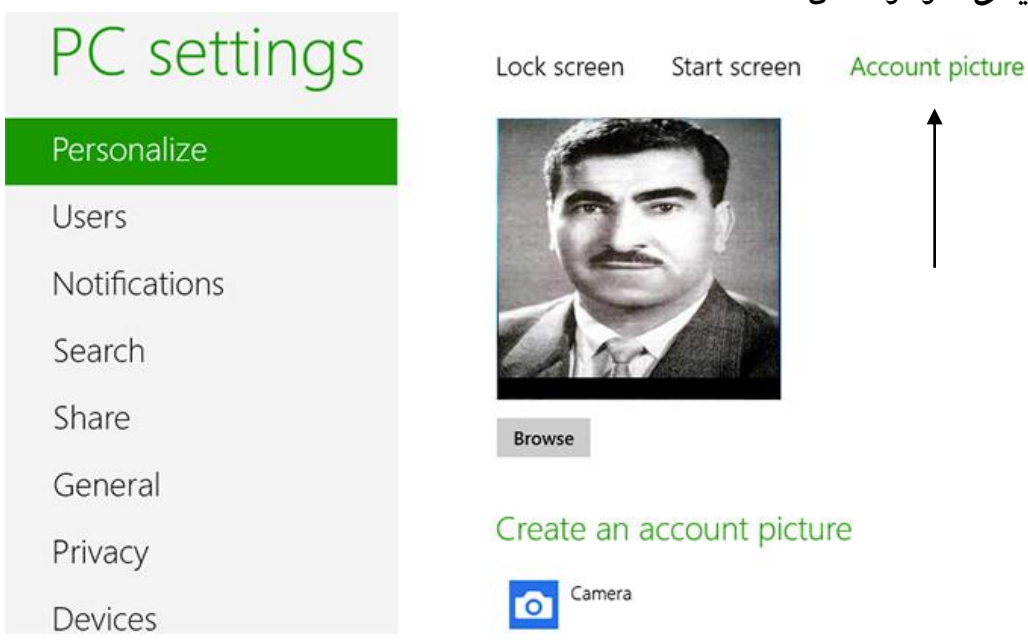 PC settings
Lock screen Start screen Account picture
Personalize
Users
Notifications
Search
Share
General
Privacy
Devices
Browse
Create an account picture
Camera